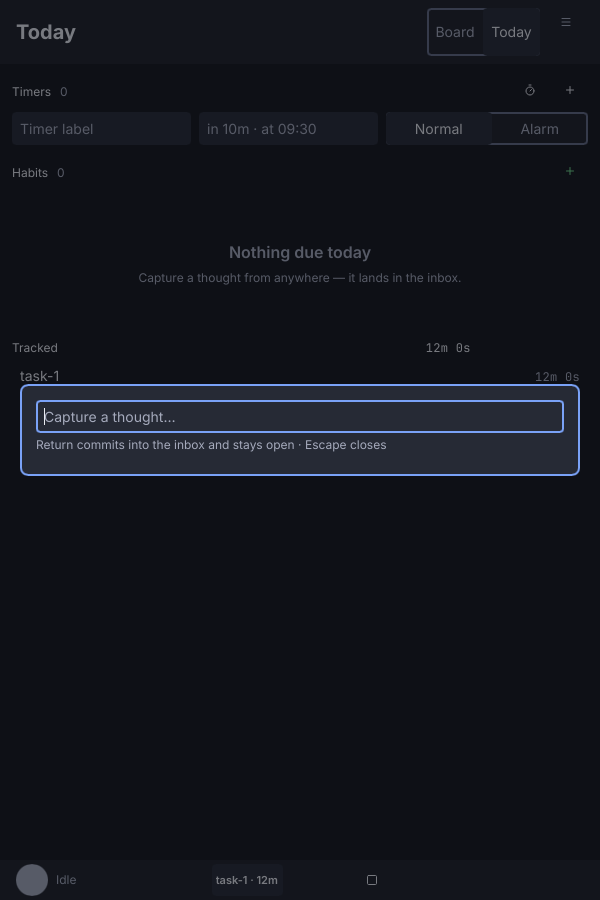 Today
Board Today
Timers 0
Timer label in 10m · at 09:30 Normal Alarm
Habits 0
Nothing due today
Capture a thought from anywhere — it lands in the inbox.
Tracked 12m 0s
task-1 12m 0s
Capture a thought...
Return commits into the inbox and stays open · Escape closes
Idle task-1 · 12m